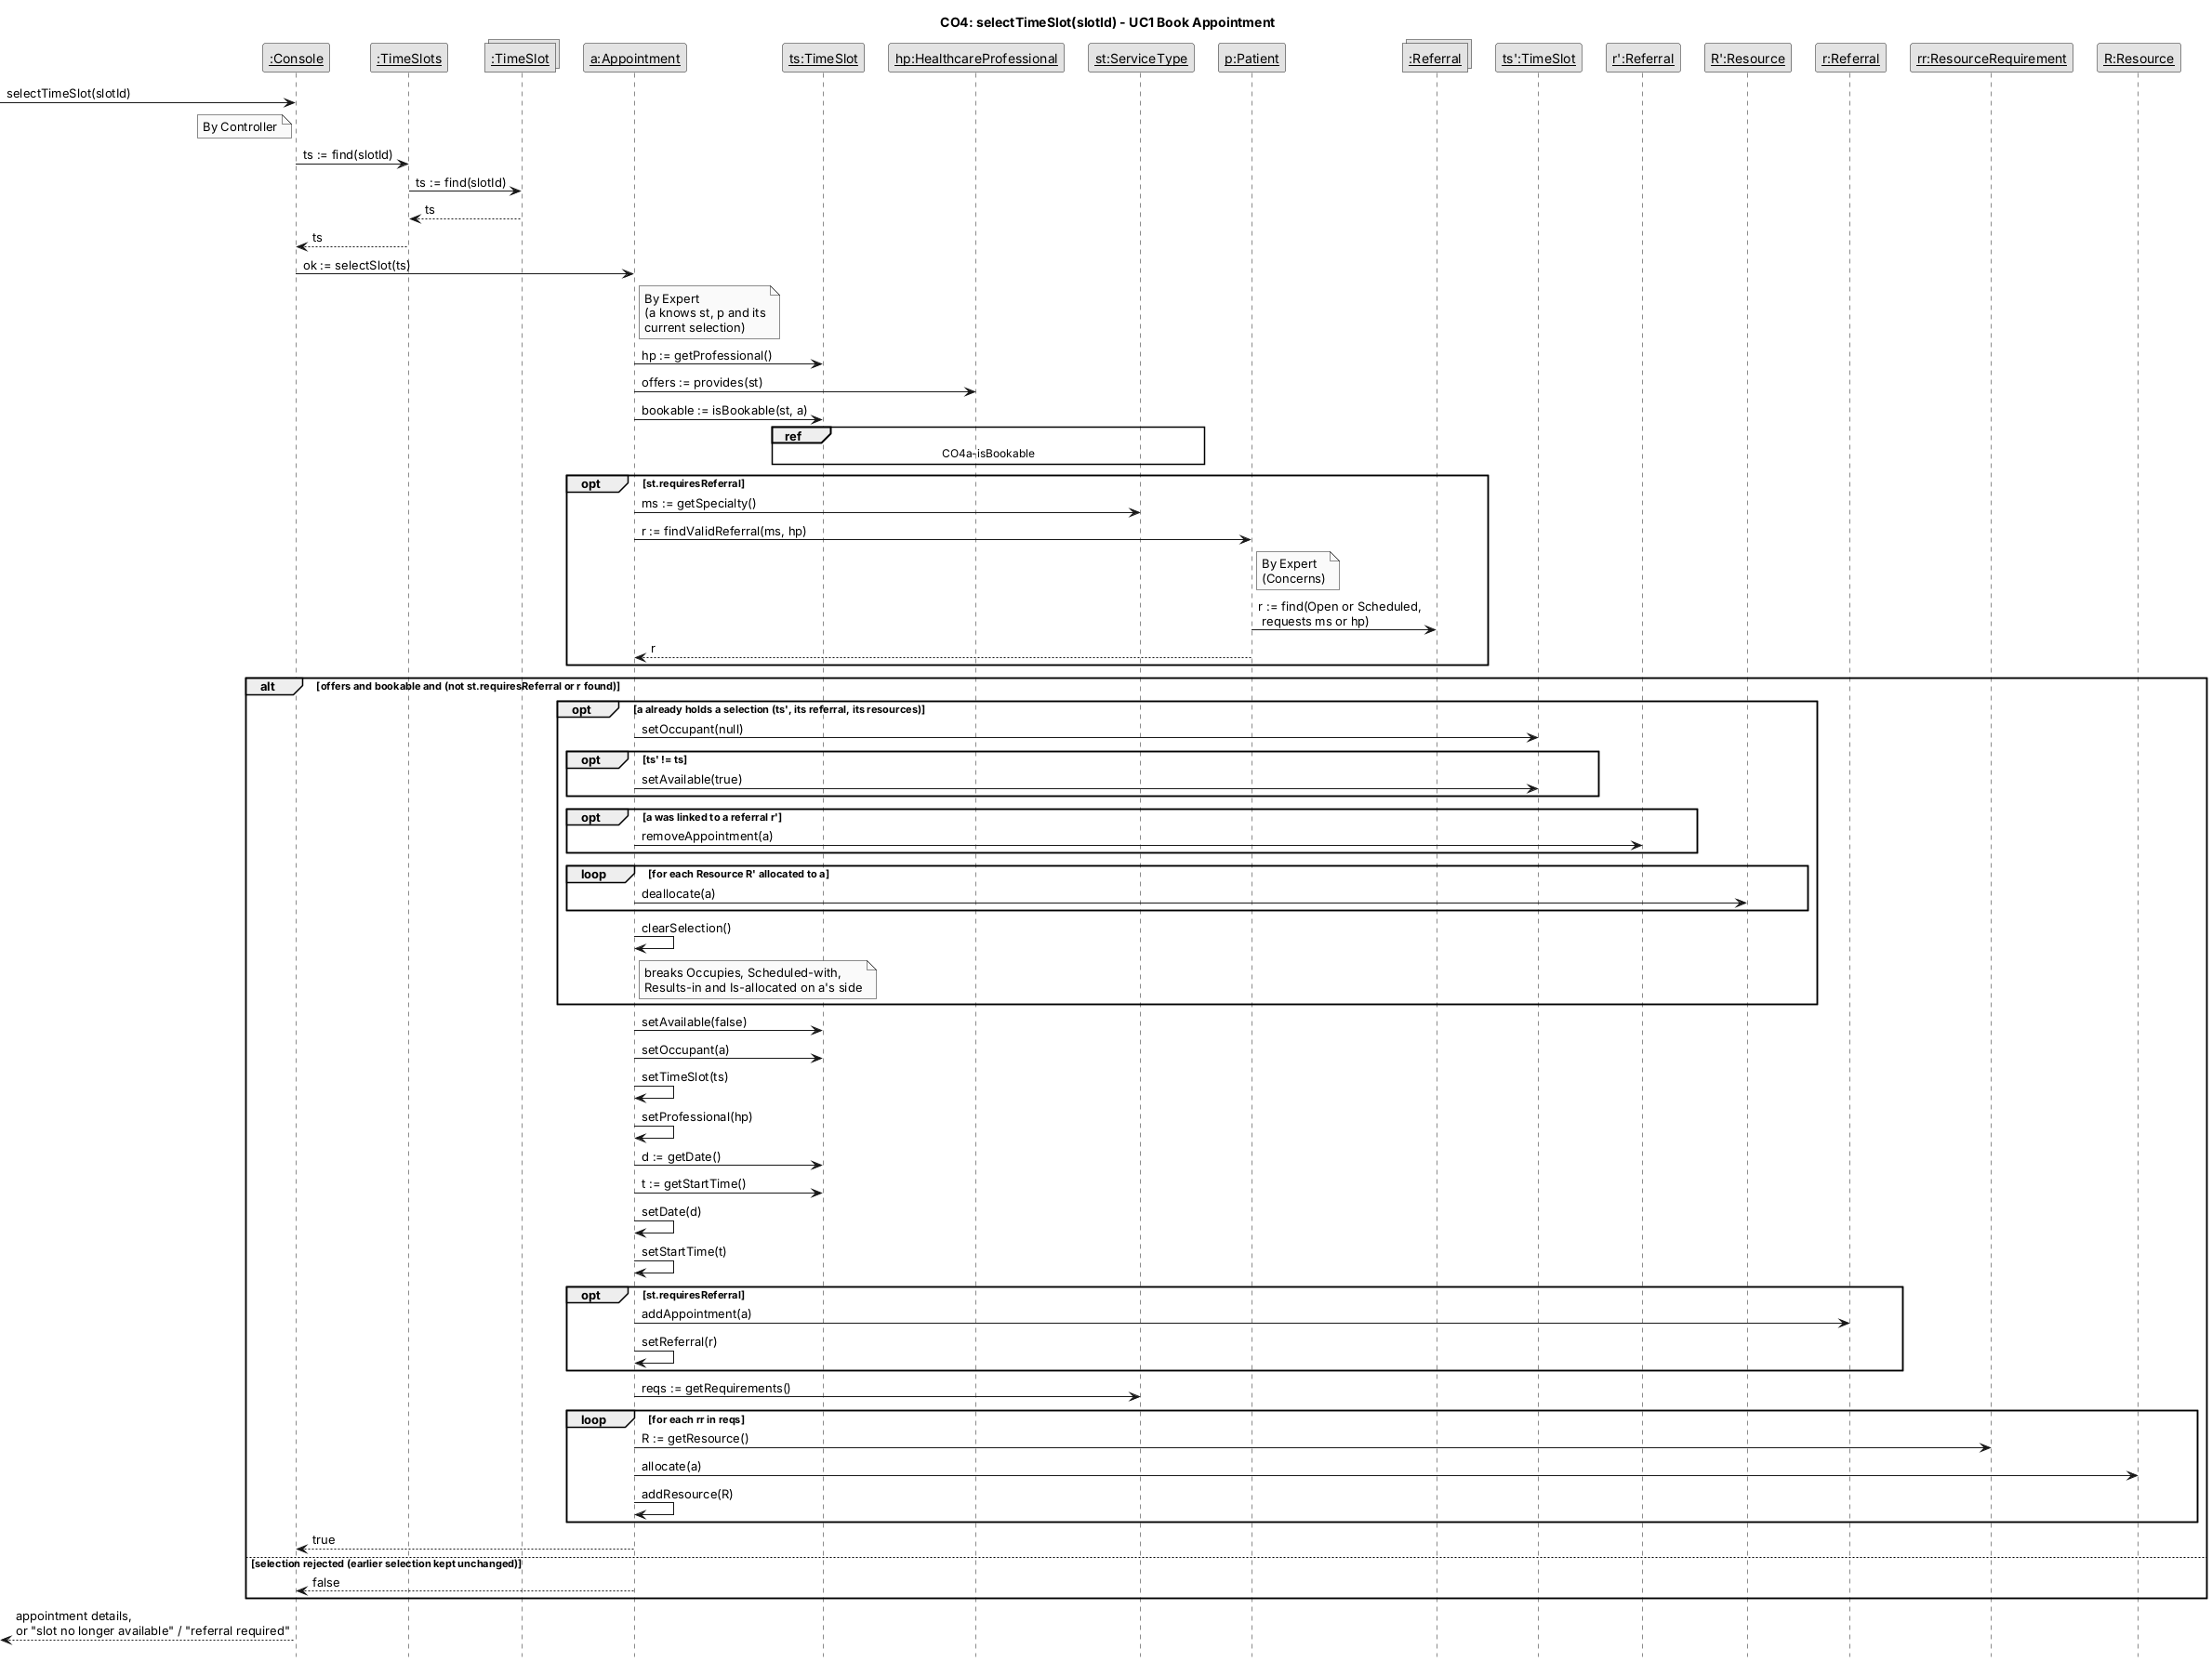 CO4: selectTimeSlot(slotId) - UC1 Book Appointment
:Console
:TimeSlots
:TimeSlot
a:Appointment
ts:TimeSlot
hp:HealthcareProfessional
st:ServiceType
p:Patient
:Referral
ts':TimeSlot
r':Referral
R':Resource
r:Referral
rr:ResourceRequirement
R:Resource
selectTimeSlot(slotId)
By Controller
ts := find(slotId)
ts := find(slotId)
ts
ts
ok := selectSlot(ts)
By Expert
(a knows st, p and its
current selection)
hp := getProfessional()
offers := provides(st)
bookable := isBookable(st, a)
ref
CO4a-isBookable
opt [st.requiresReferral]
ms := getSpecialty()
r := findValidReferral(ms, hp)
By Expert
(Concerns)
r := find(Open or Scheduled,
requests ms or hp)
r
alt [offers and bookable and (not st.requiresReferral or r found)]
opt [a already holds a selection (ts', its referral, its resources)]
setOccupant(null)
opt [ts' != ts]
setAvailable(true)
opt [a was linked to a referral r']
removeAppointment(a)
loop [for each Resource R' allocated to a]
deallocate(a)
clearSelection()
breaks Occupies, Scheduled-with,
Results-in and Is-allocated on a's side
setAvailable(false)
setOccupant(a)
setTimeSlot(ts)
setProfessional(hp)
d := getDate()
t := getStartTime()
setDate(d)
setStartTime(t)
opt [st.requiresReferral]
addAppointment(a)
setReferral(r)
reqs := getRequirements()
loop [for each rr in reqs]
R := getResource()
allocate(a)
addResource(R)
true
[selection rejected (earlier selection kept unchanged)]
false
appointment details,
or "slot no longer available" / "referral required"